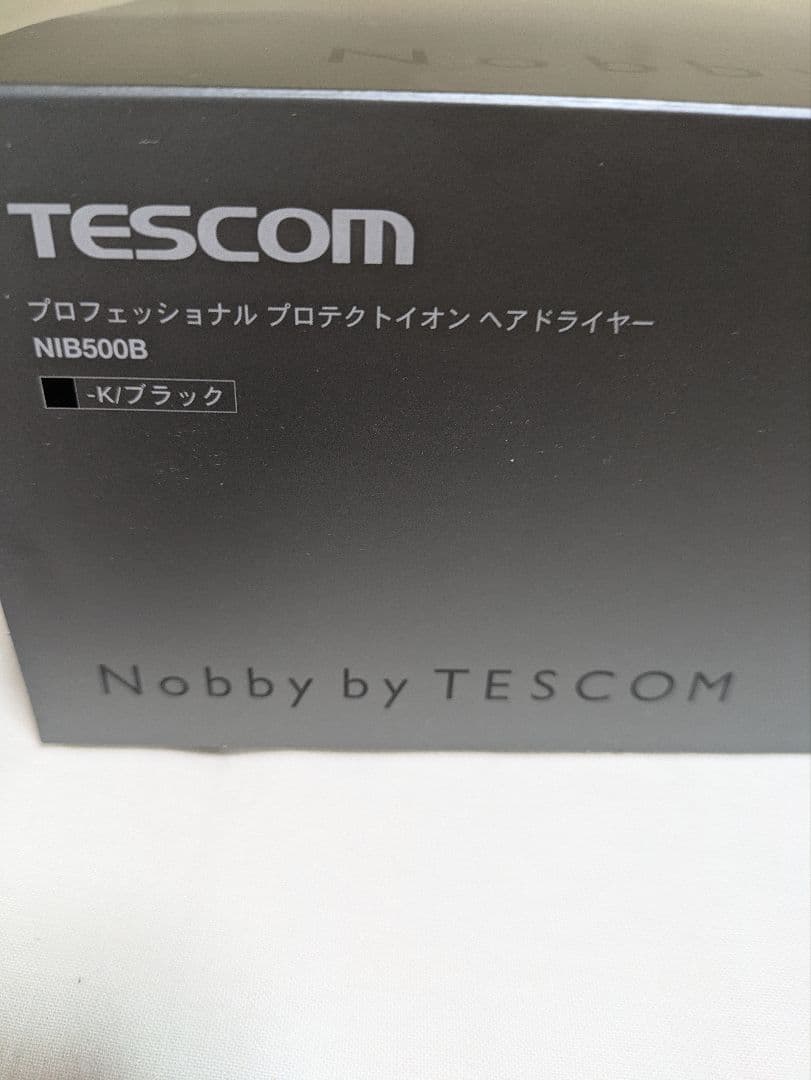 Nobby
TESCOM
プロフェッショナル プロテクトイオン ヘアドライヤー
NIB500B
-K/ブラック
Nobby by TESCOM